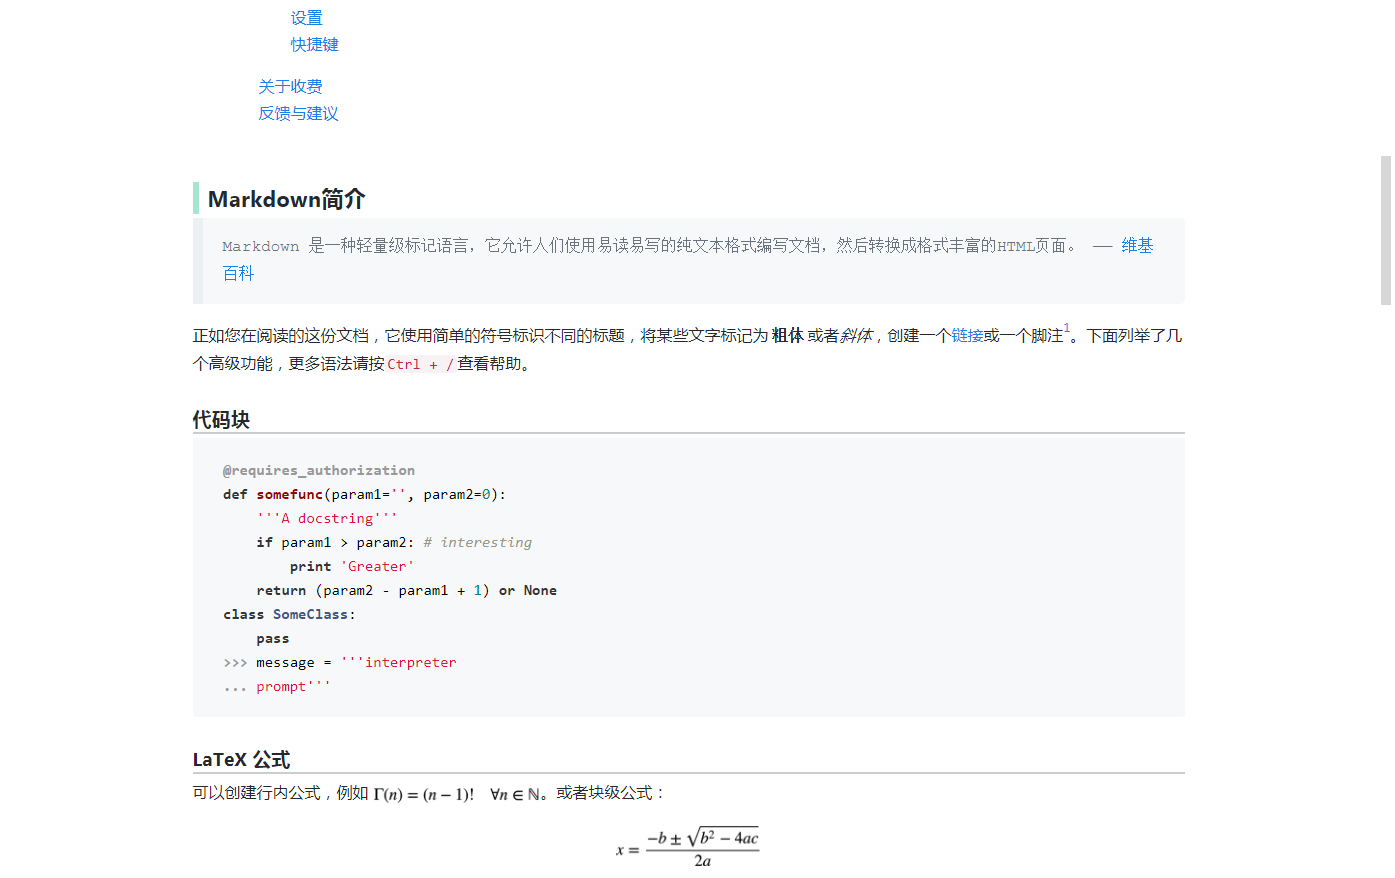 设置
快捷键
关于收费
反馈与建议
Markdown简介
Markdown 是一种轻量级标记语言，它允许人们使用易读易写的纯文本格式编写文档，然后转换成格式丰富的HTML页面。 —— 维基
百科
正如您在阅读的这份文档，它使用简单的符号标识不同的标题，将某些文字标记为 粗体 或者斜体，创建一个链接或一个脚注1。下面列举了几
个高级功能，更多语法请按 Ctrl + / 查看帮助。
代码块
@requires_authorization
def somefunc(param1='', param2=0):
    '''A docstring'''
    if param1 > param2: # interesting
        print 'Greater'
    return (param2 - param1 + 1) or None
class SomeClass:
    pass
>>> message = '''interpreter
... prompt'''
LaTeX 公式
可以创建行内公式，例如 Γ(n) = (n − 1)! ∀n ∈ ℕ。或者块级公式：
x = \frac{-b ± \sqrt{b² − 4ac}}{2a}